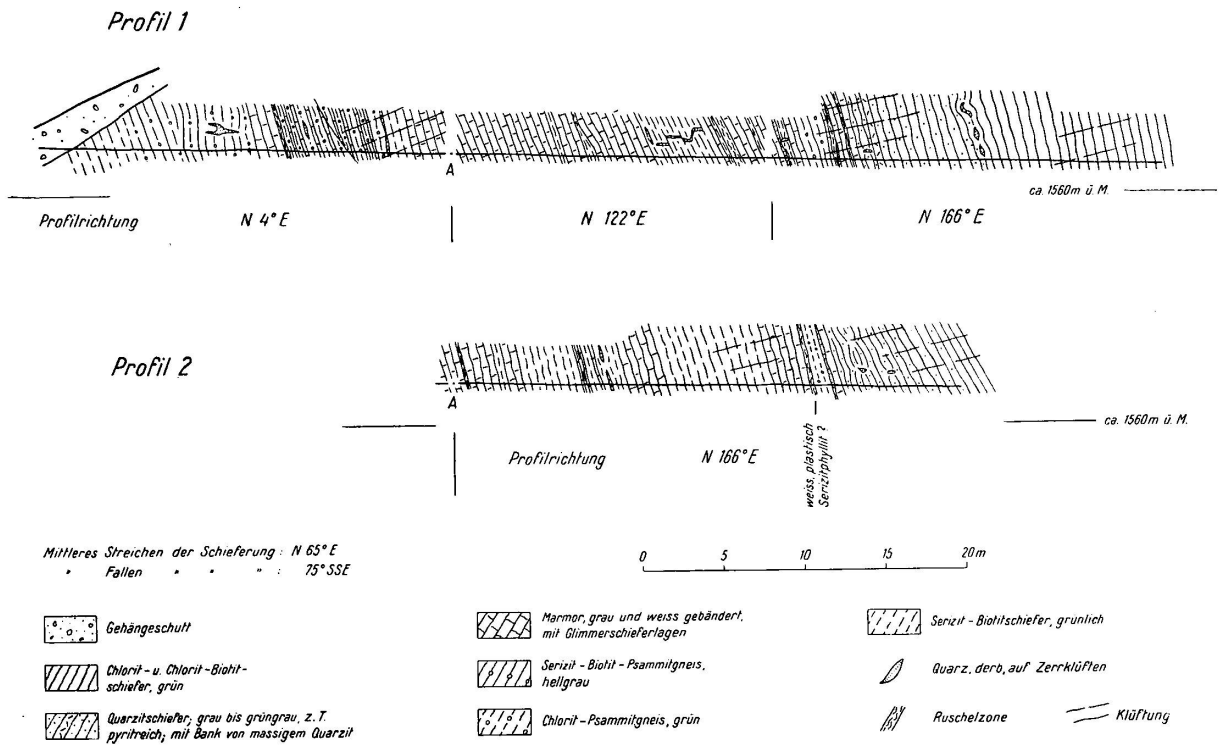 Profil 1
A
ca. 1560m ü. M.
Profilrichtung N 4° E N 122° E N 166° E
Profil 2
A
ca. 1560m ü. M.
Profilrichtung N 166° E
weiss, plastisch
Serizitphyllit ?
Mittleres Streichen der Schieferung : N 65° E
" Fallen " " " : 75° SSE
0 5 10 15 20 m
Gehängeschutt
Chlorit- u. Chlorit-Biotit-
schiefer, grün
Quarzitschiefer; grau bis grüngrau, z. T.
pyritreich; mit Bank von massigem Quarzit
Marmor, grau und weiss gebändert,
mit Glimmerschieferlagen
Serizit-Biotit-Psammitgneis,
hellgrau
Chlorit-Psammitgneis, grün
Serizit-Biotitschiefer, grünlich
Quarz, derb, auf Zerrklüften
Ruschelzone
Klüftung